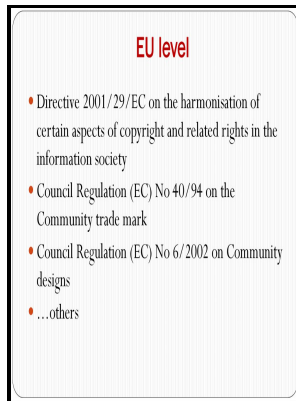 EU level
• Directive 2001/29/EC on the harmonisation of
certain aspects of copyright and related rights in the
information society
• Council Regulation (EC) No 40/94 on the
Community trade mark
• Council Regulation (EC) No 6/2002 on Community
designs
• …others